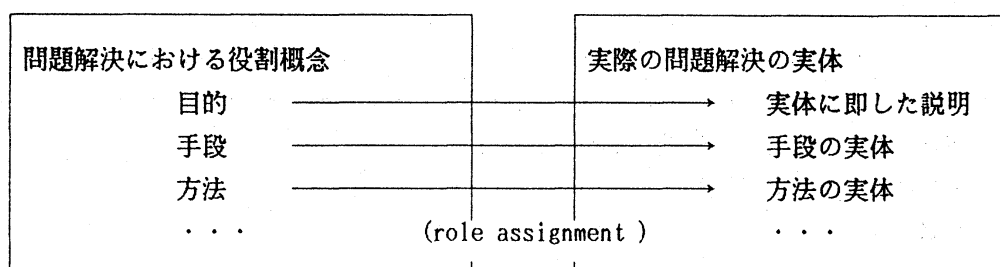 問題解決における役割概念
目的
手段
方法
・・・
(role assignment )
実際の問題解決の実体
実体に即した説明
手段の実体
方法の実体
・・・